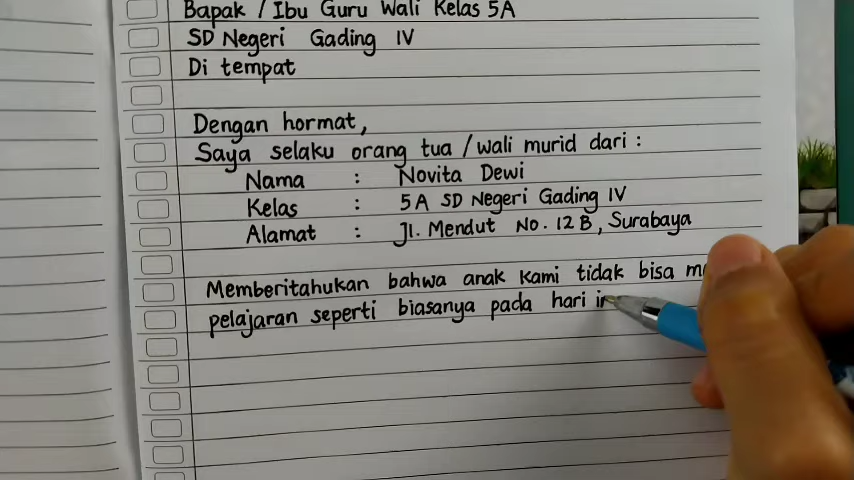 Bapak / Ibu Guru Wali Kelas 5A
SD Negeri Gading IV
Di tempat
Dengan hormat,
Saya selaku orang tua / wali murid dari :
Nama : Novita Dewi
Kelas : 5A SD Negeri Gading IV
Alamat : Jl. Mendut No. 12 B, Surabaya
Memberitahukan bahwa anak kami tidak bisa
pelajaran seperti biasanya pada hari